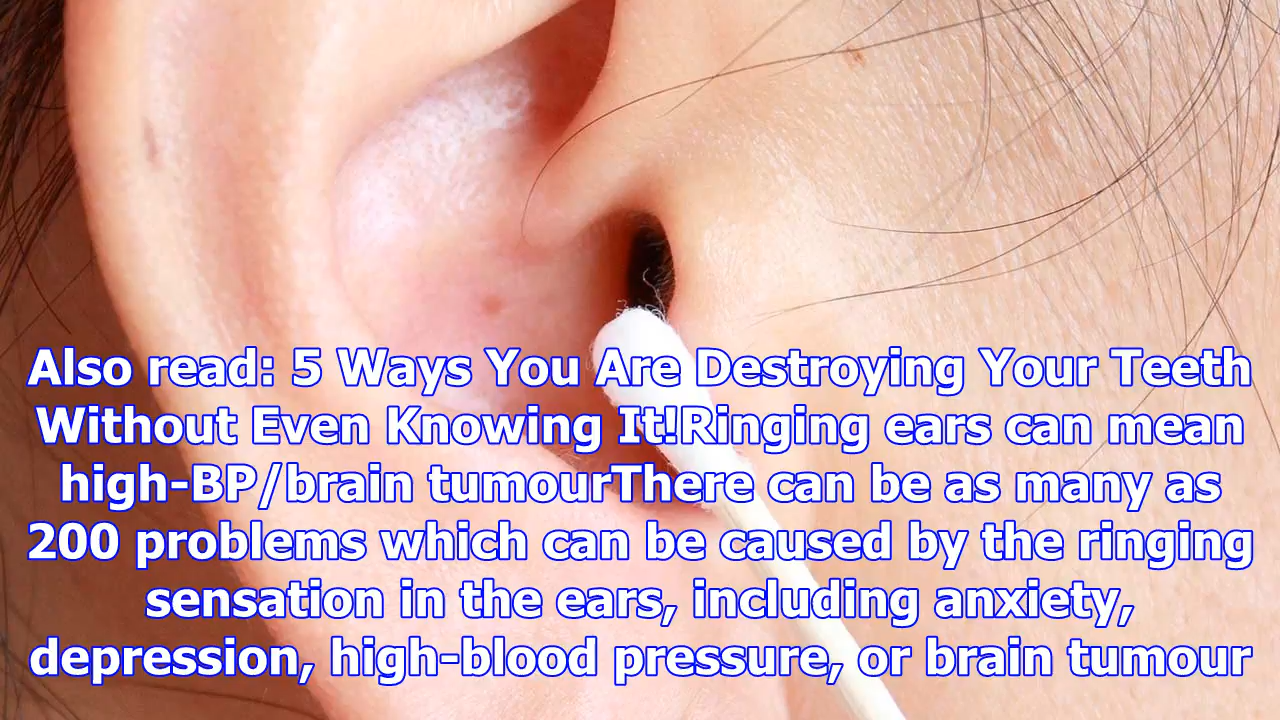 Also read: 5 Ways You Are Destroying Your Teeth
Without Even Knowing It!Ringing ears can mean
high-BP/brain tumourThere can be as many as
200 problems which can be caused by the ringing
sensation in the ears, including anxiety,
depression, high-blood pressure, or brain tumour